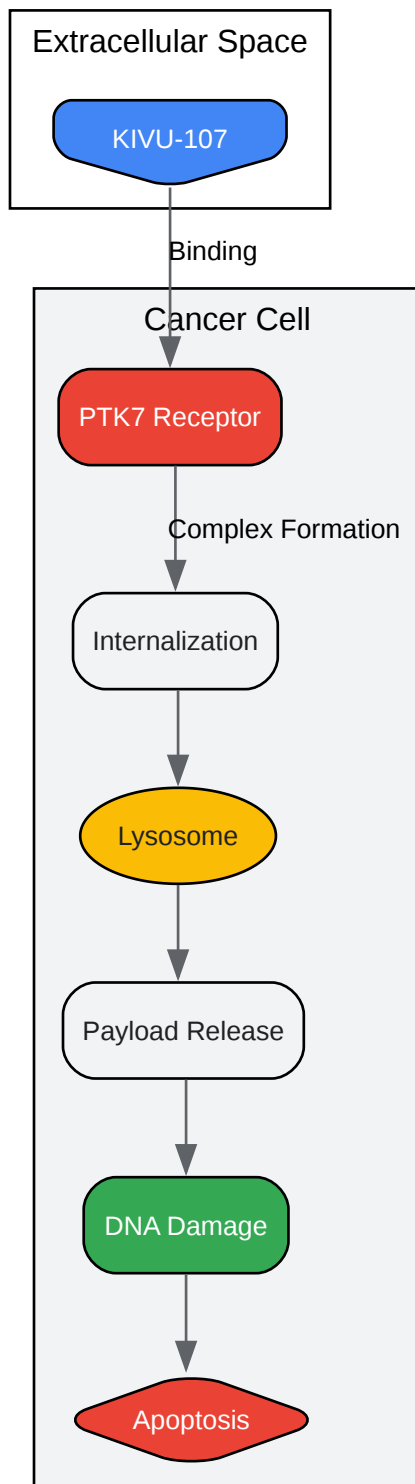 Extracellular Space
KIVU-107
Binding
Cancer Cell
PTK7 Receptor
Complex Formation
Internalization
Lysosome
Payload Release
DNA Damage
Apoptosis